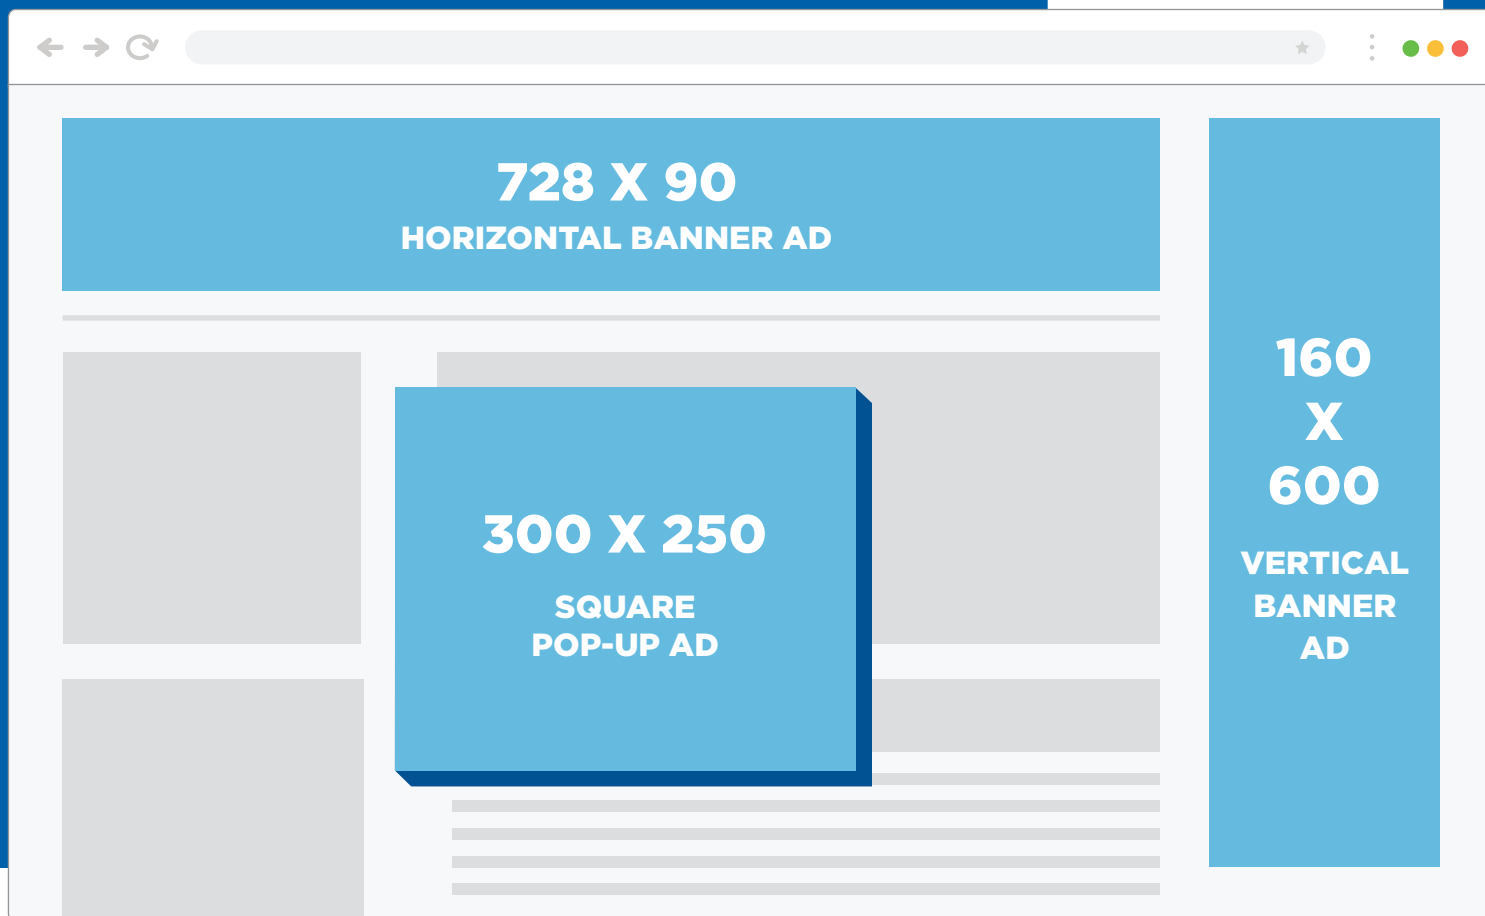 728 X 90
HORIZONTAL BANNER AD
300 X 250
SQUARE
POP-UP AD
160
X
600
VERTICAL
BANNER
AD